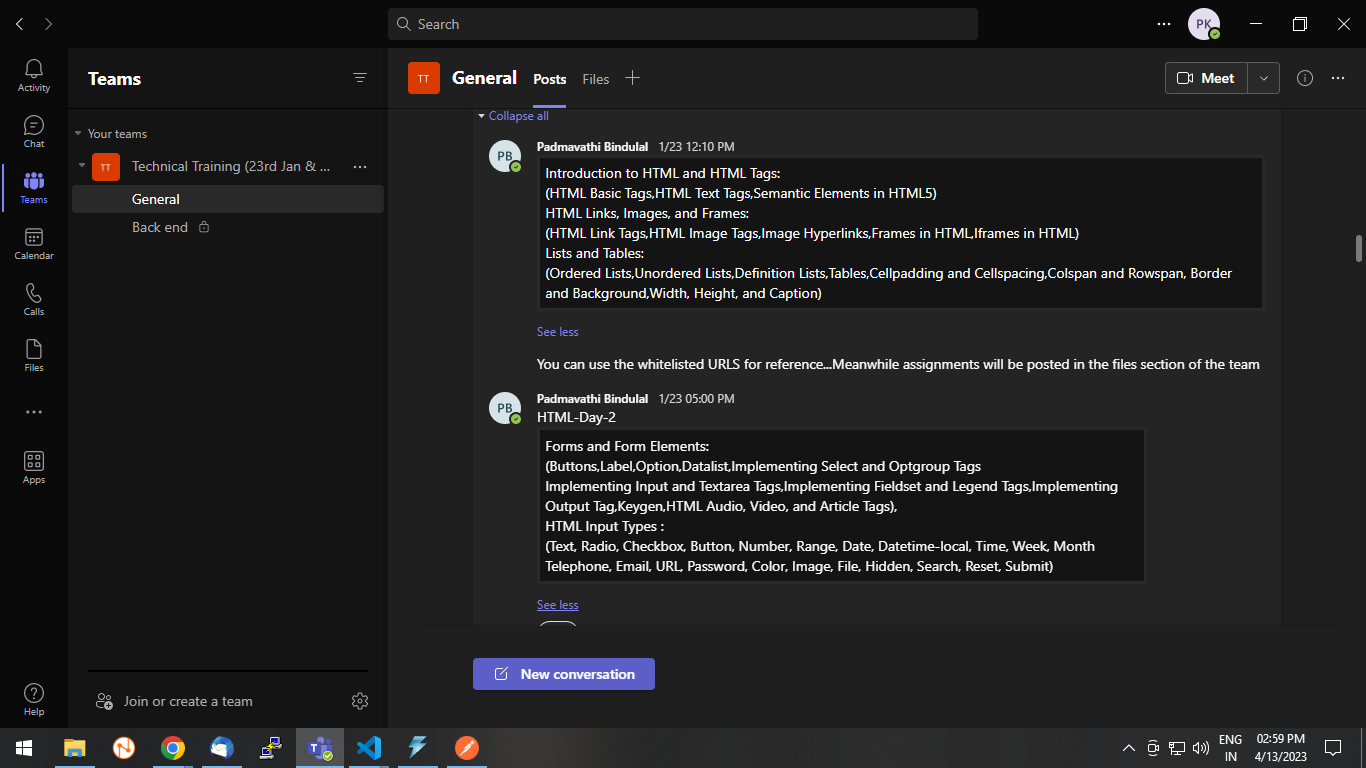 Search
PK
Activity
Chat
Teams
Calendar
Calls
Files
Apps
Help
Teams
Your teams
TT
Technical Training (23rd Jan & ...
General
Back end
Join or create a team
TT
General
Posts
Files
Meet
Collapse all
PB
Padmavathi Bindulal 1/23 12:10 PM
Introduction to HTML and HTML Tags:
(HTML Basic Tags,HTML Text Tags,Semantic Elements in HTML5)
HTML Links, Images, and Frames:
(HTML Link Tags,HTML Image Tags,Image Hyperlinks,Frames in HTML,Iframes in HTML)
Lists and Tables:
(Ordered Lists,Unordered Lists,Definition Lists,Tables,Cellpadding and Cellspacing,Colspan and Rowspan, Border
and Background,Width, Height, and Caption)
See less
You can use the whitelisted URLS for reference...Meanwhile assignments will be posted in the files section of the team
PB
Padmavathi Bindulal 1/23 05:00 PM
HTML-Day-2
Forms and Form Elements:
(Buttons,Label,Option,Datalist,Implementing Select and Optgroup Tags
Implementing Input and Textarea Tags,Implementing Fieldset and Legend Tags,Implementing
Output Tag,Keygen,HTML Audio, Video, and Article Tags),
HTML Input Types :
(Text, Radio, Checkbox, Button, Number, Range, Date, Datetime-local, Time, Week, Month
Telephone, Email, URL, Password, Color, Image, File, Hidden, Search, Reset, Submit)
See less
New conversation
ENG
IN
02:59 PM
4/13/2023